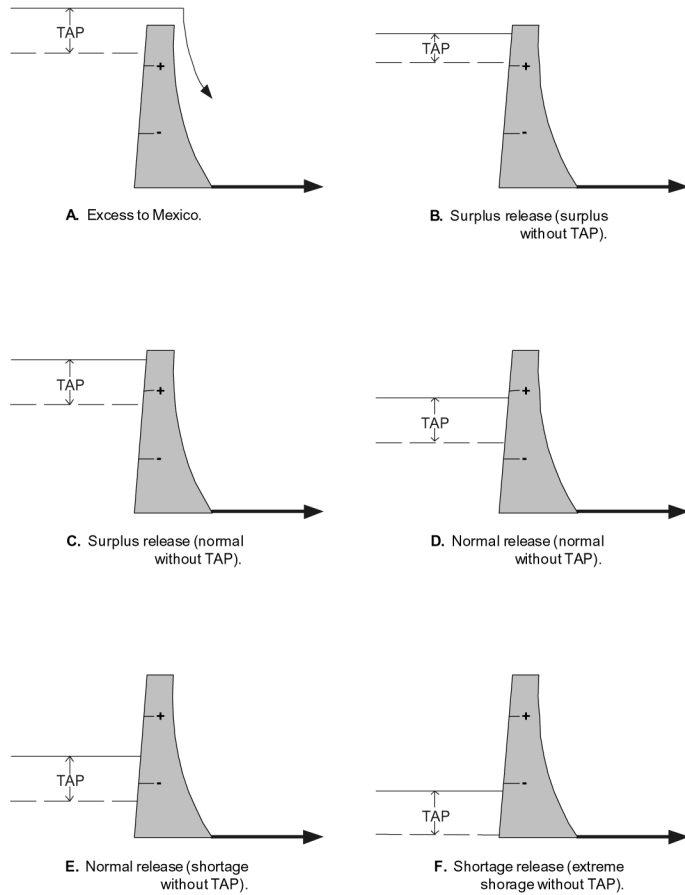 TAP
+
-
A. Excess to Mexico.
TAP
+
-
B. Surplus release (surplus
without TAP).
TAP
+
-
C. Surplus release (normal
without TAP).
TAP
+
-
D. Normal release (normal
without TAP).
+
TAP
-
E. Normal release (shortage
without TAP).
+
-
TAP
F. Shortage release (extreme
shorage without TAP).